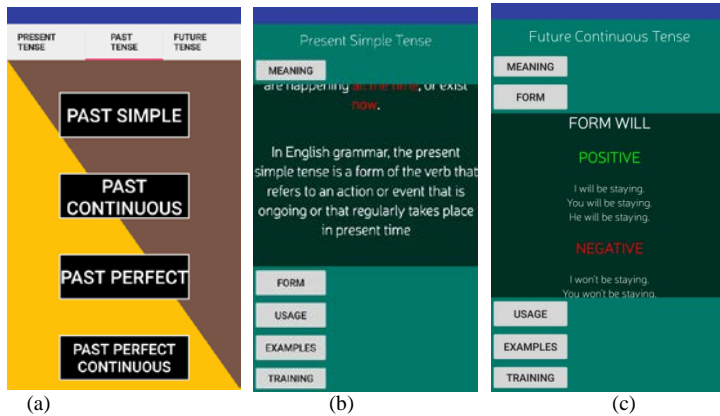 PRESENT TENSE
PAST TENSE
FUTURE TENSE
PAST SIMPLE
PAST
CONTINUOUS
PAST PERFECT
PAST PERFECT
CONTINUOUS
(a)
Present Simple Tense
MEANING
are happening all the time, or exist
now.
In English grammar, the present
simple tense is a form of the verb that
refers to an action or event that is
ongoing or that regularly takes place
in present time
FORM
USAGE
EXAMPLES
TRAINING
(b)
Future Continuous Tense
MEANING
FORM
FORM WILL
POSITIVE
I will be staying.
You will be staying.
He will be staying.
NEGATIVE
I won't be staying.
You won't be staying.
USAGE
EXAMPLES
TRAINING
(c)